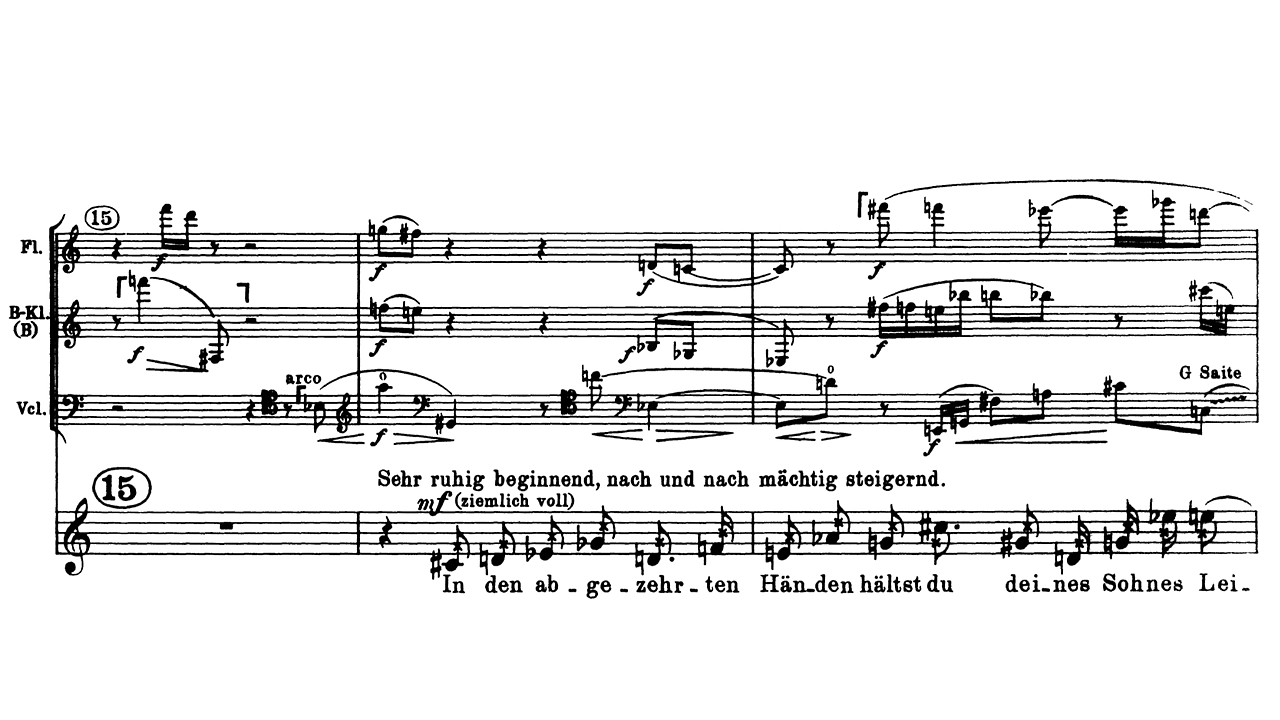 15
Fl.
f
f
f
f
B-Kl.
(B)
f
f
f
f
arco
G Saite
Vcl.
f
f
Sehr ruhig beginnend, nach und nach mächtig steigernd.
15
mf (ziemlich voll)
In den ab - ge - zehr - ten Hän - den hältst du dei - nes Sohnes Lei -